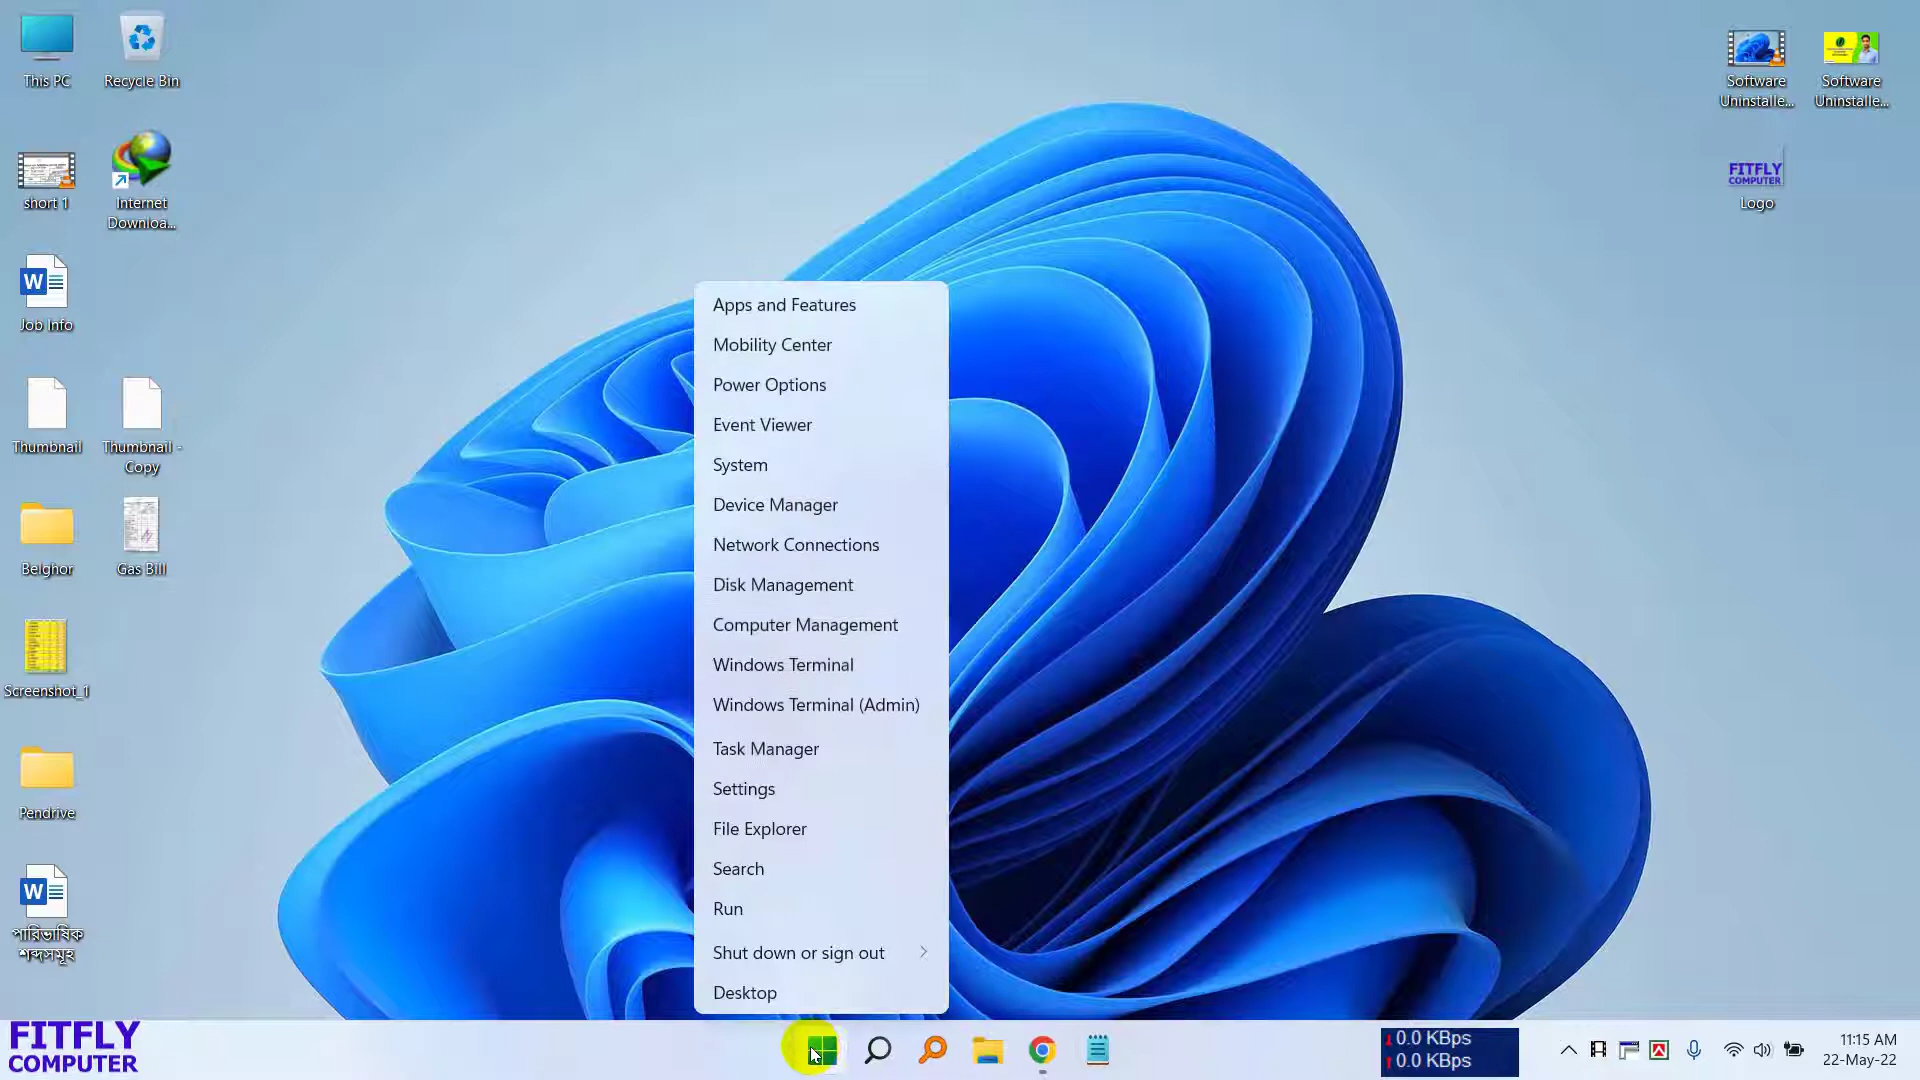 This PC
Recycle Bin
short 1
Internet
Downloa...
Job Info
Thumbnail
Thumbnail -
Copy
Belghor
Gas Bill
Screenshot_1
Pendrive
পারিভাষিক
শব্দসমূহ
Software
Uninstalle...
Software
Uninstalle...
FITFLY
COMPUTER
Logo
Apps and Features
Mobility Center
Power Options
Event Viewer
System
Device Manager
Network Connections
Disk Management
Computer Management
Windows Terminal
Windows Terminal (Admin)
Task Manager
Settings
File Explorer
Search
Run
Shut down or sign out
Desktop
FITFLY
COMPUTER
0.0 KBps
0.0 KBps
11:15 AM
22-May-22